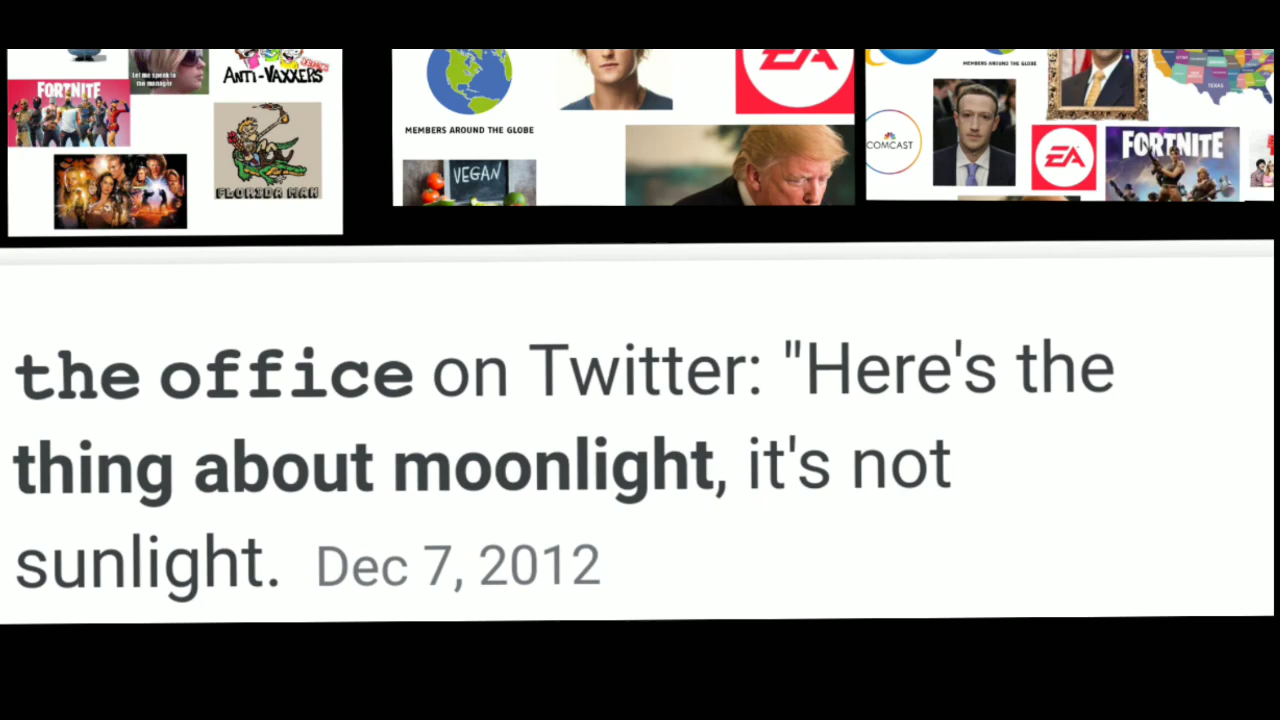 FORTNITE
Let me speak to
the manager
ANTI-VAXXERS
FLORIDA MAN
MEMBERS AROUND THE GLOBE
VEGAN
EA
MEMBERS AROUND THE GLOBE
COMCAST
EA
FORTNITE
TEXAS
the office on Twitter: "Here's the
thing about moonlight, it's not
sunlight. Dec 7, 2012